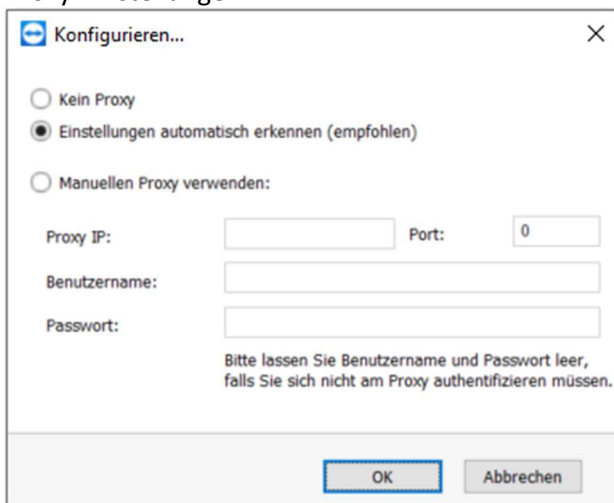 Konfigurieren...
Kein Proxy
Einstellungen automatisch erkennen (empfohlen)
Manuellen Proxy verwenden:
Proxy IP: Port: 0
Benutzername:
Passwort:
Bitte lassen Sie Benutzername und Passwort leer,
falls Sie sich nicht am Proxy authentifizieren müssen.
OK Abbrechen